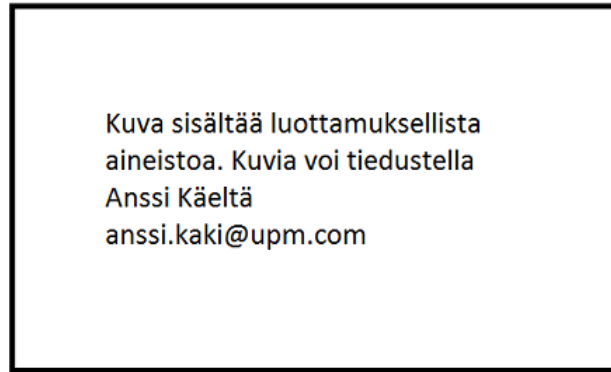 Kuva sisältää luottamuksellista
aineistoa. Kuvia voi tiedustella
Anssi Käeltä
anssi.kaki@upm.com